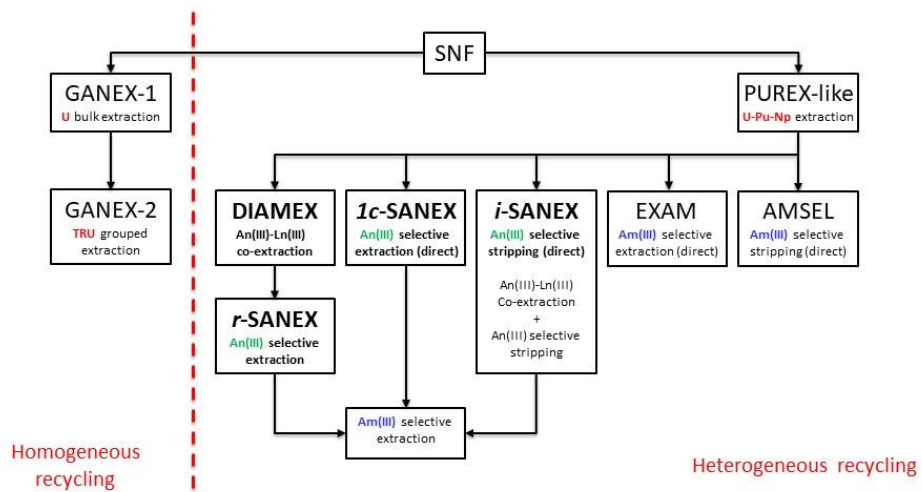 SNF
GANEX-1
U bulk extraction
PUREX-like
U-Pu-Np extraction
GANEX-2
TRU grouped
extraction
DIAMEX
An(III)-Ln(III)
co-extraction
1c-SANEX
An(III) selective
extraction (direct)
i-SANEX
An(III) selective
stripping (direct)
An(III)-Ln(III)
Co-extraction
+
An(III) selective
stripping
EXAM
Am(III) selective
extraction (direct)
AMSEL
Am(III) selective
stripping (direct)
r-SANEX
An(III) selective
extraction
Am(III) selective
extraction
Homogeneous
recycling
Heterogeneous recycling